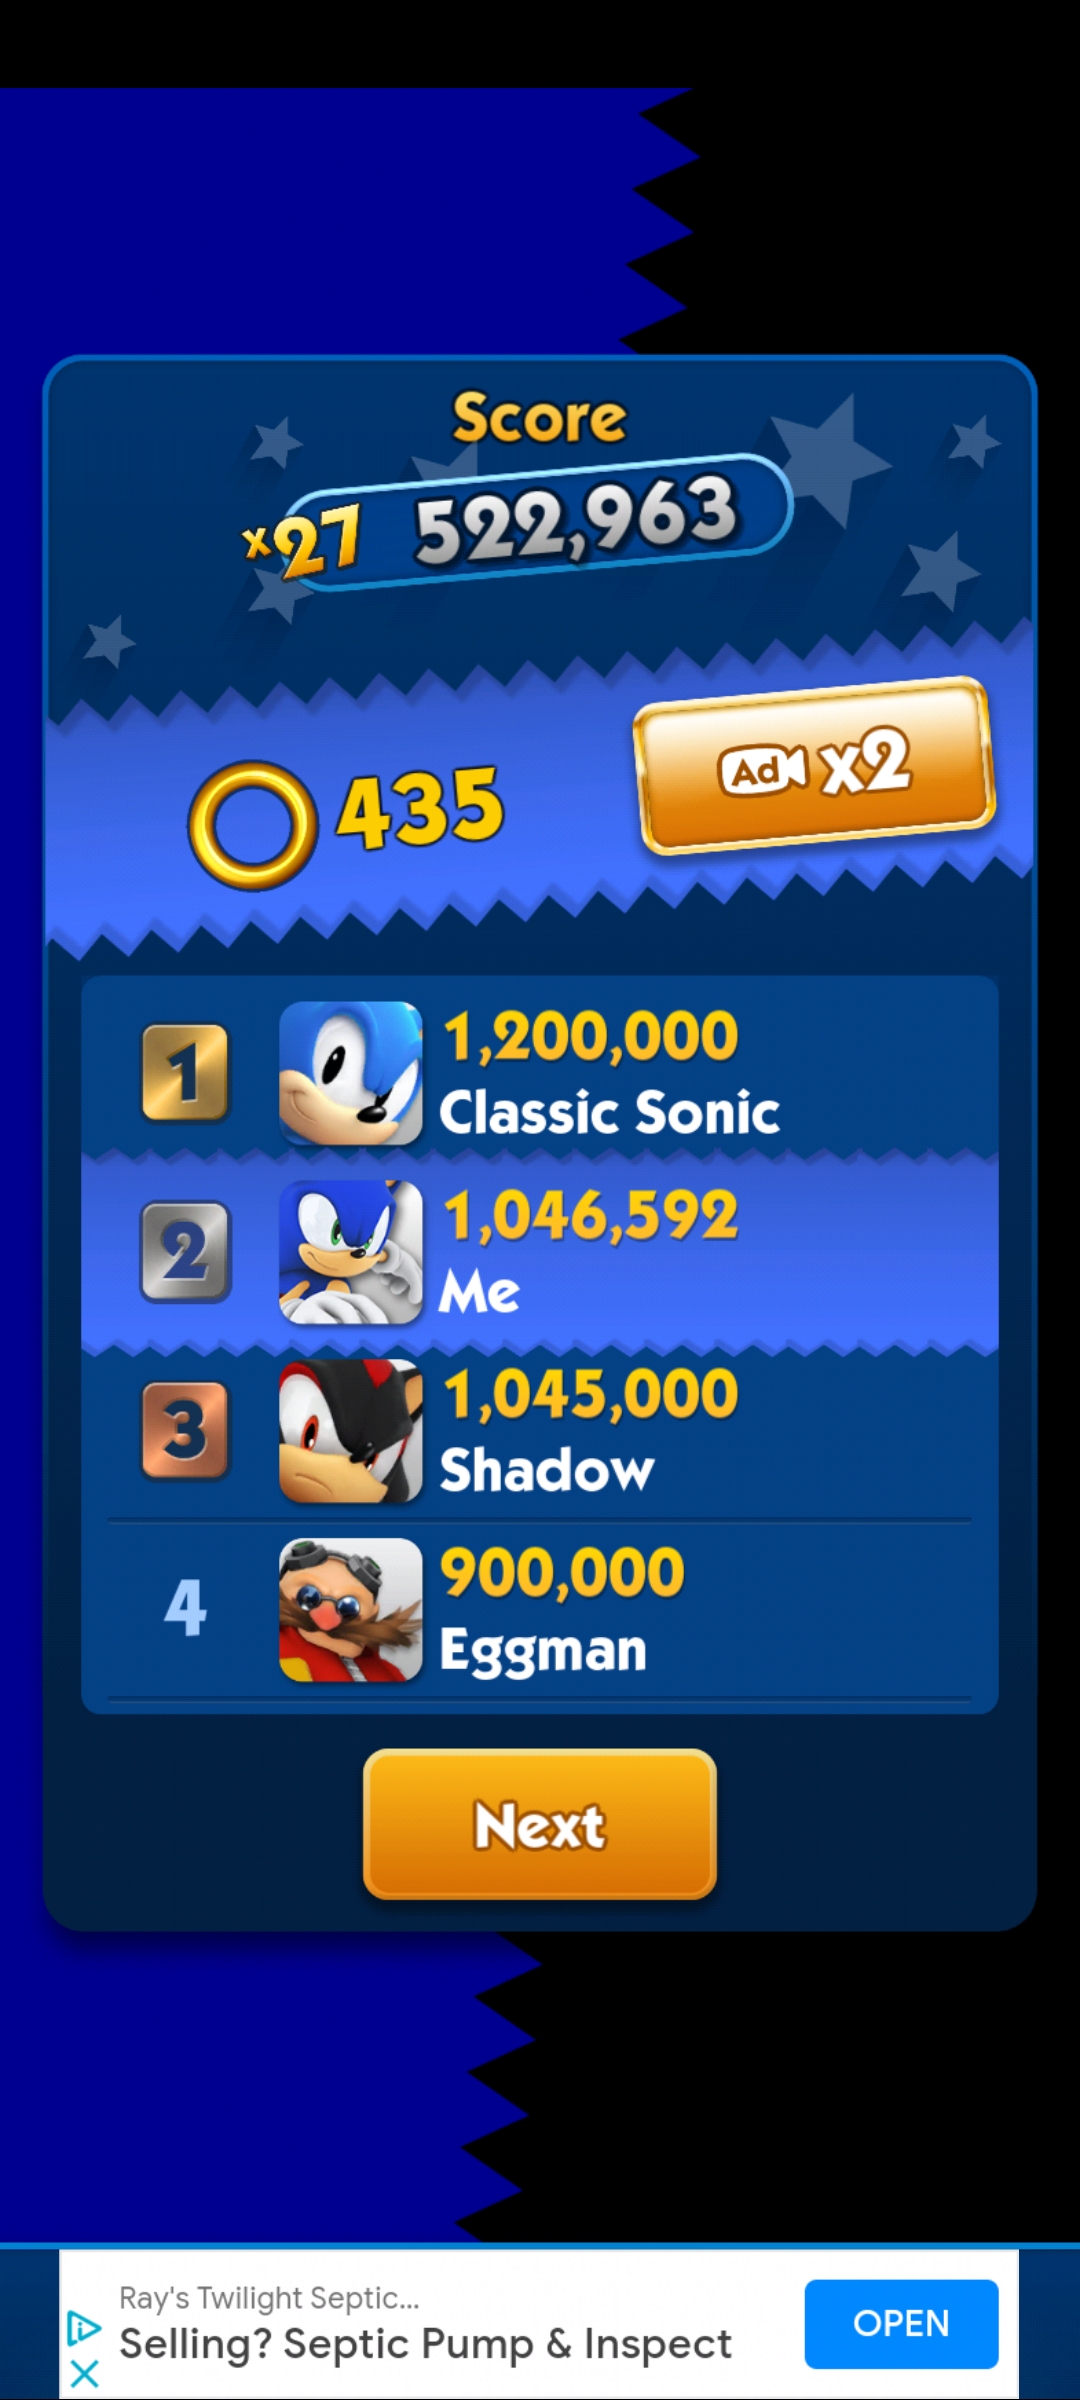 Score
x27 522,963
435
Ad x2
1 1,200,000
Classic Sonic
2 1,046,592
Me
3 1,045,000
Shadow
4 900,000
Eggman
Next
Ray's Twilight Septic...
Selling? Septic Pump & Inspect
OPEN